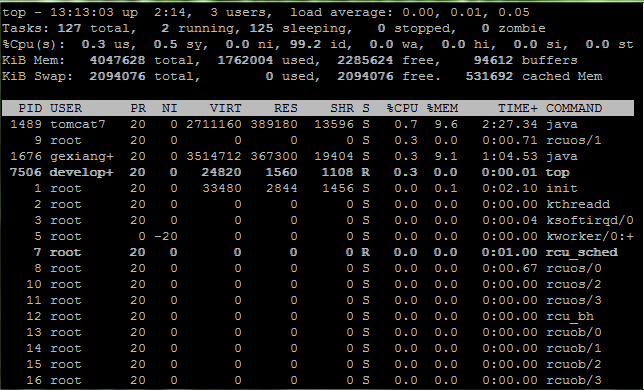 top - 13:13:03 up  2:14,  3 users,  load average: 0.00, 0.01, 0.05
Tasks: 127 total,   2 running, 125 sleeping,   0 stopped,   0 zombie
%Cpu(s):  0.3 us,  0.5 sy,  0.0 ni, 99.2 id,  0.0 wa,  0.0 hi,  0.0 si,  0.0 st
KiB Mem:   4047628 total,  1762004 used,  2285624 free,    94612 buffers
KiB Swap:  2094076 total,        0 used,  2094076 free.   531692 cached Mem
PID USER      PR  NI    VIRT    RES    SHR S  %CPU %MEM     TIME+ COMMAND
1489 tomcat7   20   0 2711160 389180  13596 S   0.7  9.6   2:27.34 java
9 root      20   0       0      0      0 S   0.3  0.0   0:00.71 rcuos/1
1676 gexiang+  20   0 3514712 367300  19404 S   0.3  9.1   1:04.53 java
7506 develop+  20   0   24820   1560   1108 R   0.3  0.0   0:00.01 top
1 root      20   0   33480   2844   1456 S   0.0  0.1   0:02.10 init
2 root      20   0       0      0      0 S   0.0  0.0   0:00.00 kthreadd
3 root      20   0       0      0      0 S   0.0  0.0   0:00.04 ksoftirqd/0
5 root       0 -20       0      0      0 S   0.0  0.0   0:00.00 kworker/0:+
7 root      20   0       0      0      0 R   0.0  0.0   0:01.00 rcu_sched
8 root      20   0       0      0      0 S   0.0  0.0   0:00.67 rcuos/0
10 root      20   0       0      0      0 S   0.0  0.0   0:00.00 rcuos/2
11 root      20   0       0      0      0 S   0.0  0.0   0:00.00 rcuos/3
12 root      20   0       0      0      0 S   0.0  0.0   0:00.00 rcu_bh
13 root      20   0       0      0      0 S   0.0  0.0   0:00.00 rcuob/0
14 root      20   0       0      0      0 S   0.0  0.0   0:00.00 rcuob/1
15 root      20   0       0      0      0 S   0.0  0.0   0:00.00 rcuob/2
16 root      20   0       0      0      0 S   0.0  0.0   0:00.00 rcuob/3